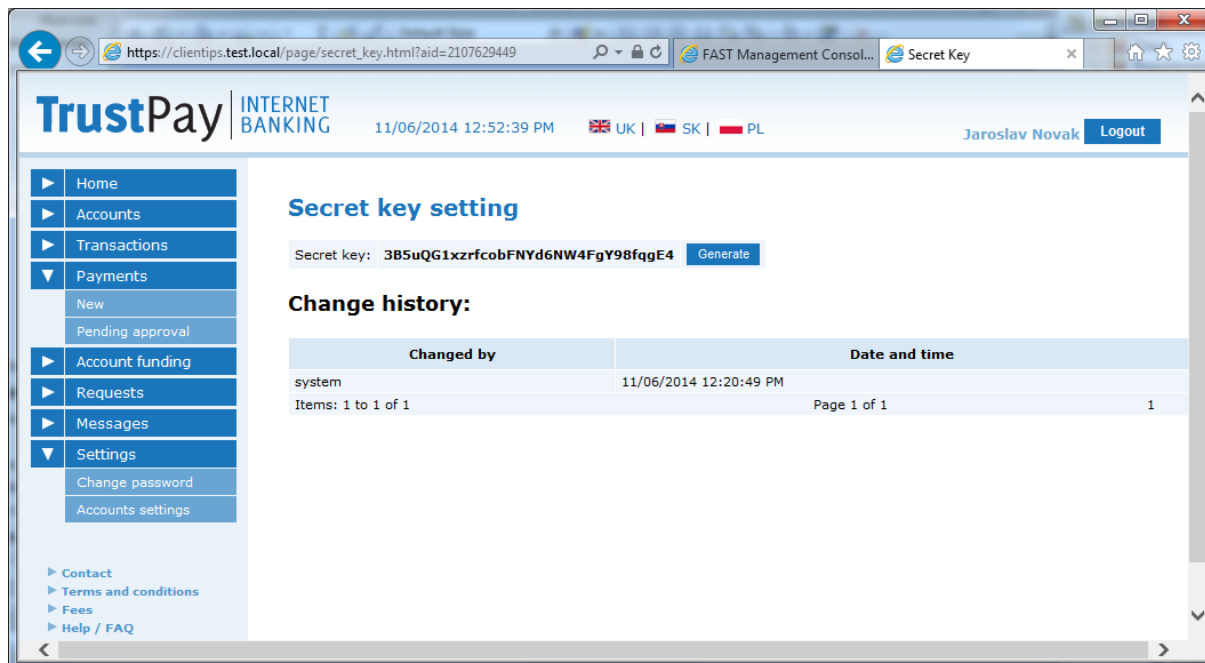 https://clientips.test.local/page/secret_key.html?aid=2107629449
FAST Management Consol...
Secret Key
TrustPay INTERNET BANKING
11/06/2014 12:52:39 PM
UK | SK | PL
Jaroslav Novak
Logout
Home
Accounts
Transactions
Payments
New
Pending approval
Account funding
Requests
Messages
Settings
Change password
Accounts settings
Contact
Terms and conditions
Fees
Help / FAQ
Secret key setting
Secret key: 3B5uQG1xzrfcobFNYd6NW4FgY98fqgE4 Generate
Change history:
Changed by Date and time
system 11/06/2014 12:20:49 PM
Items: 1 to 1 of 1 Page 1 of 1 1